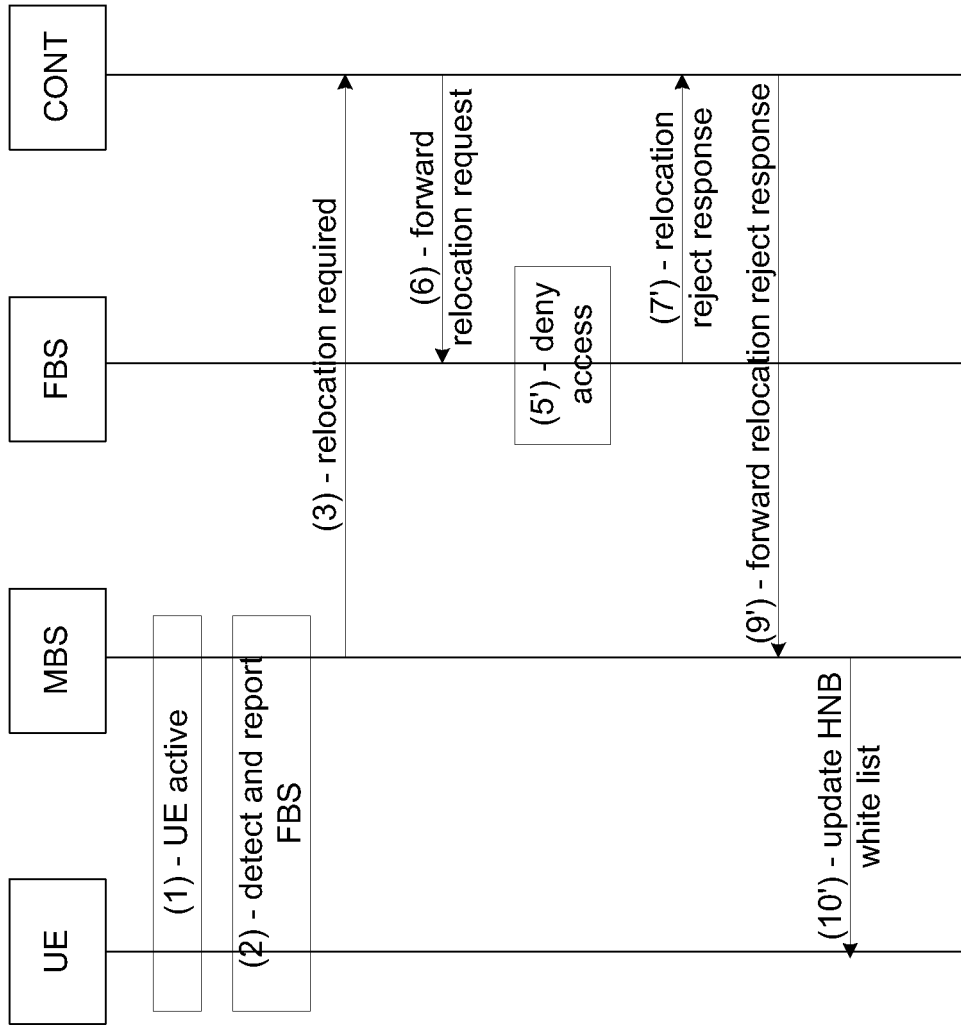 UE
MBS
FBS
CONT
(1) - UE active
(2) - detect and report
FBS
(3) - relocation required
(6) - forward
relocation request
(5') - deny
access
(7') - relocation
reject response
(9') - forward relocation reject response
(10') - update HNB
white list